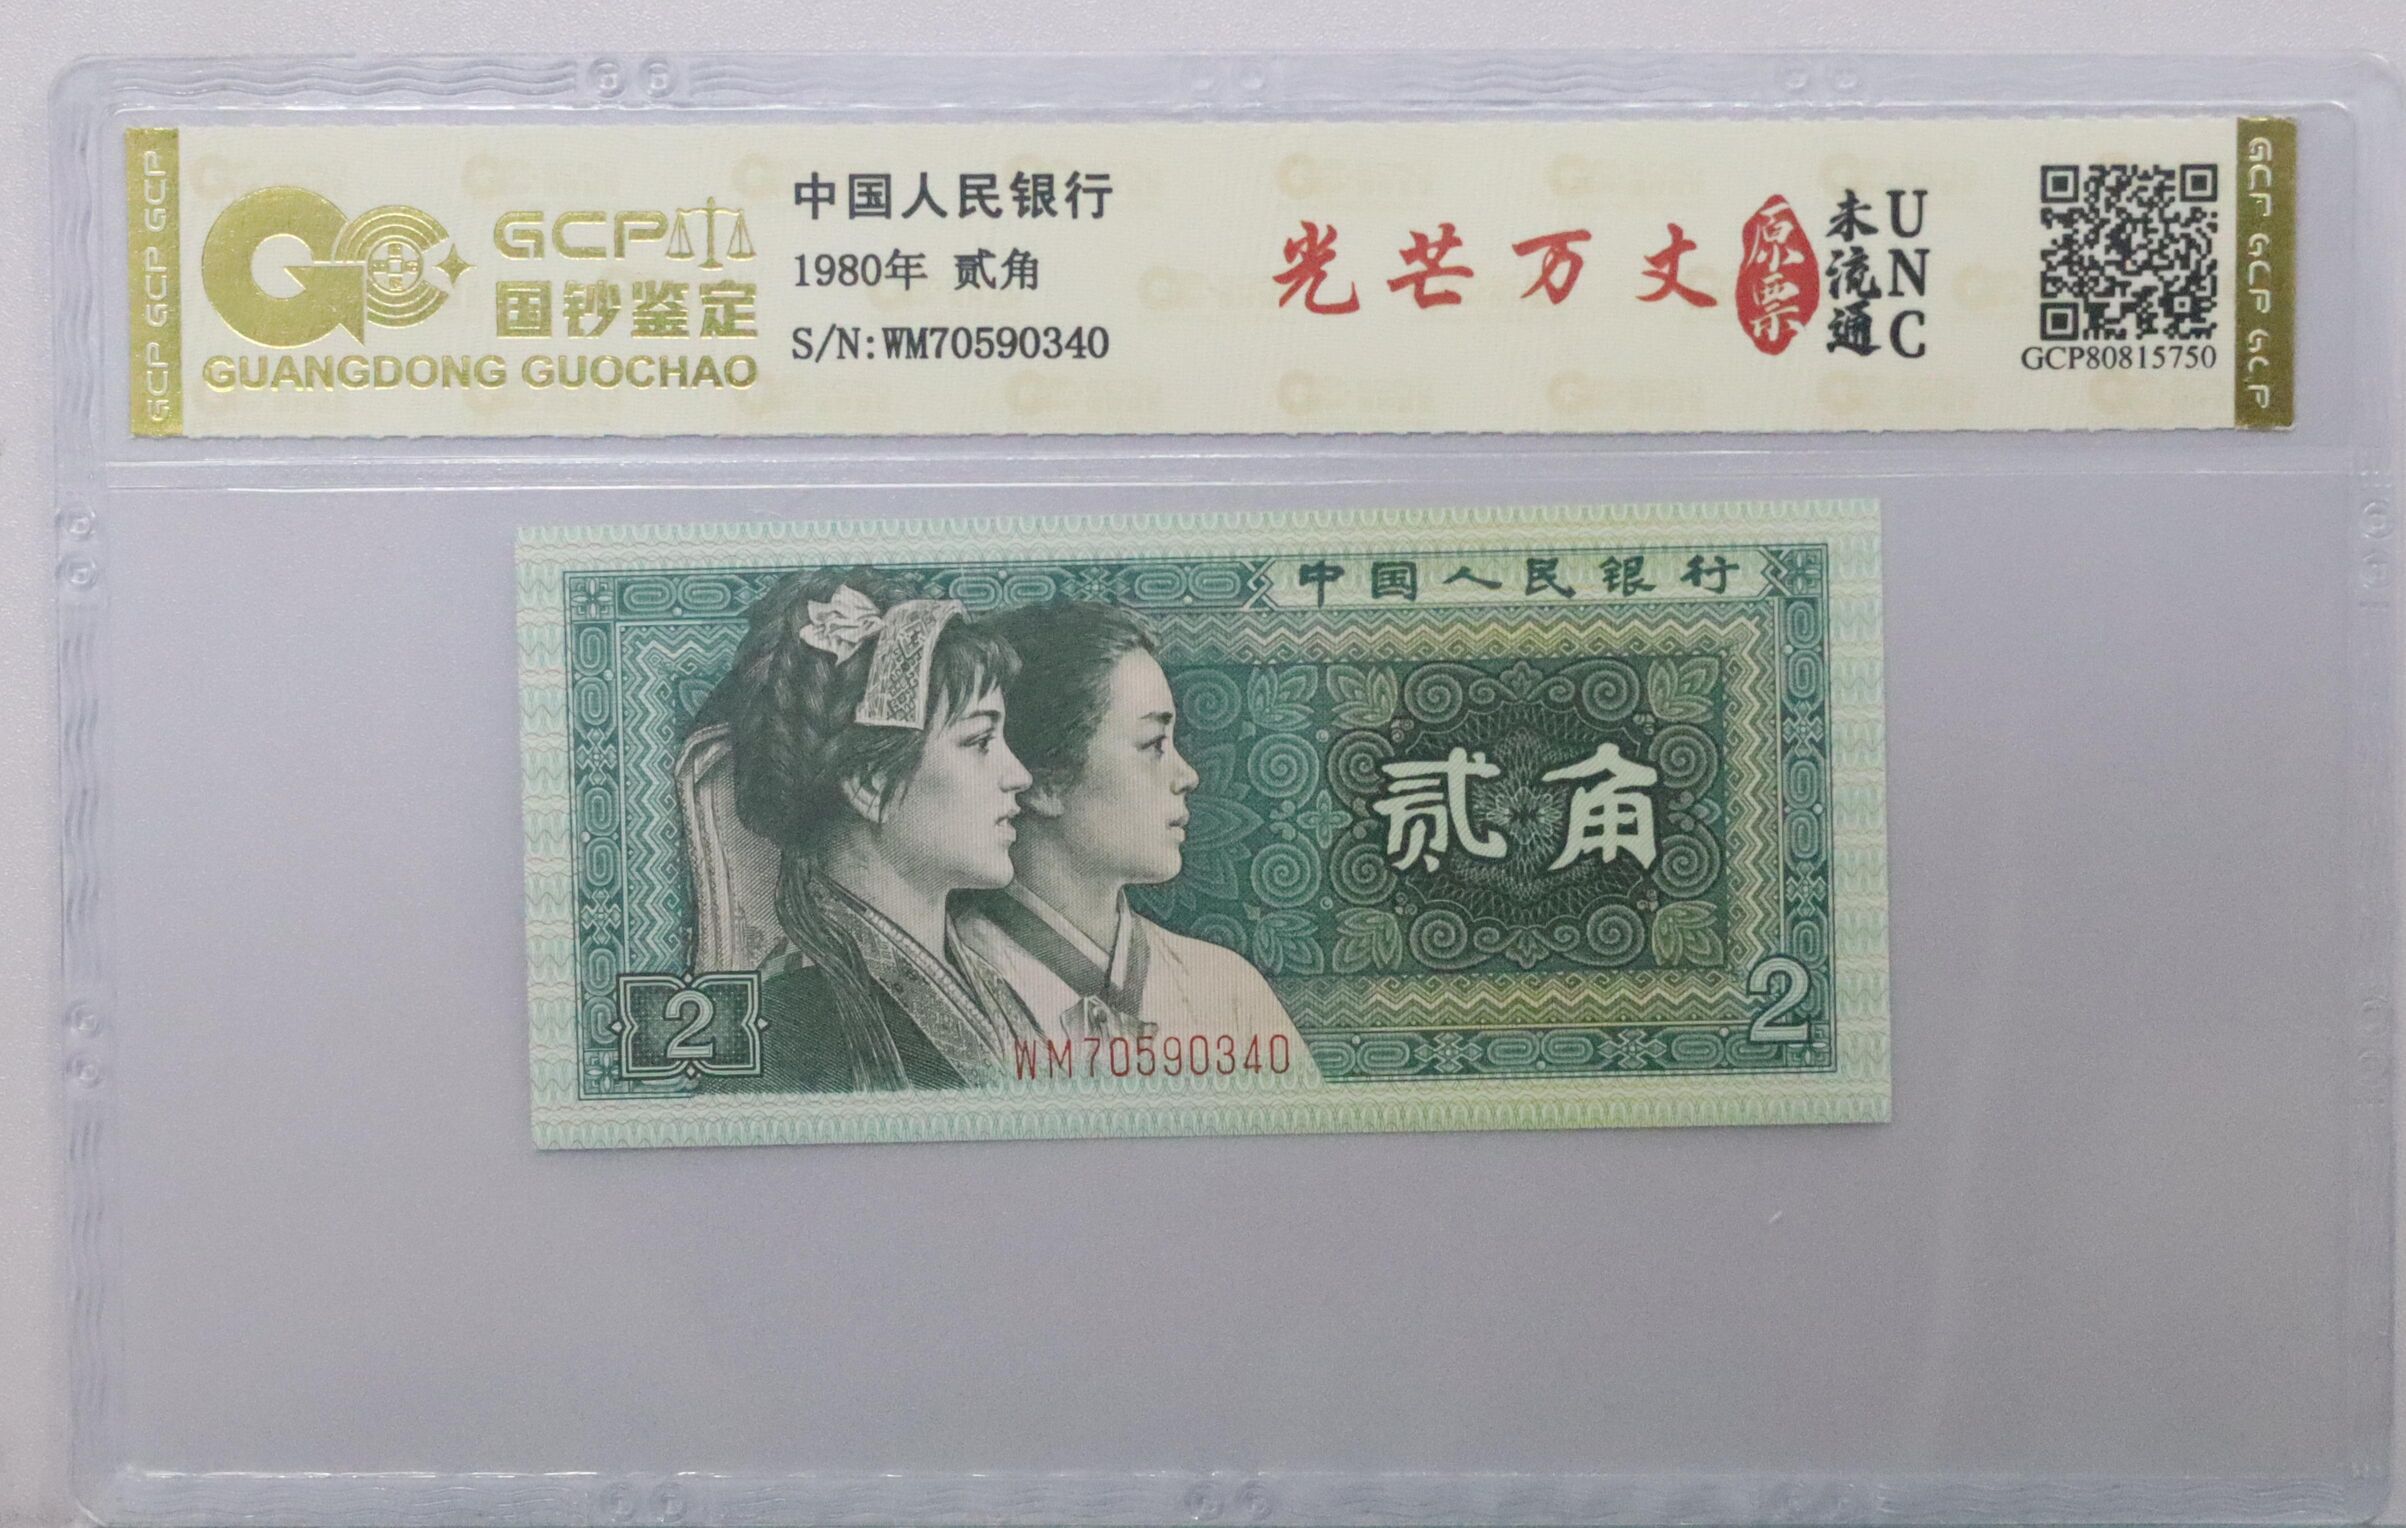 GCP GCP GCP
GCP
国钞鉴定
GUANGDONG GUOCHAO
中国人民银行
1980年 贰角
S/N:WM70590340
光芒万丈
原票
未流通
UNC
GCP80815750
GCP GCP GCP
中国人民银行
贰角
2
2
WM70590340